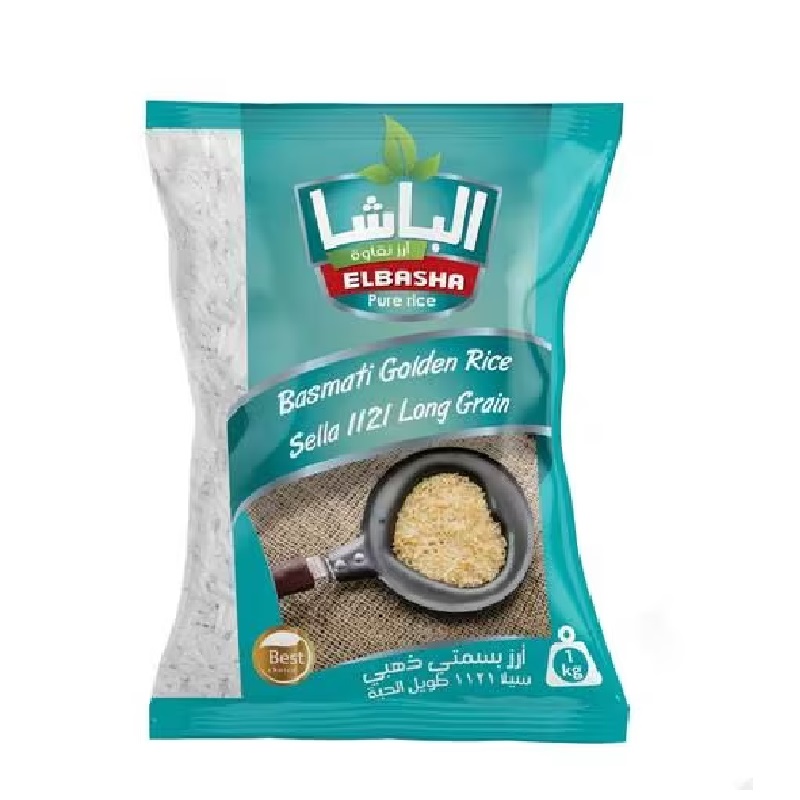 الباشا
أرز نقاوة
ELBASHA
Pure rice
Basmati Golden Rice
Sella 1121 Long Grain
Best
choice
أرز بسمتي ذهبي
سيلا ١١٢١ طويل الحبة
1
kg